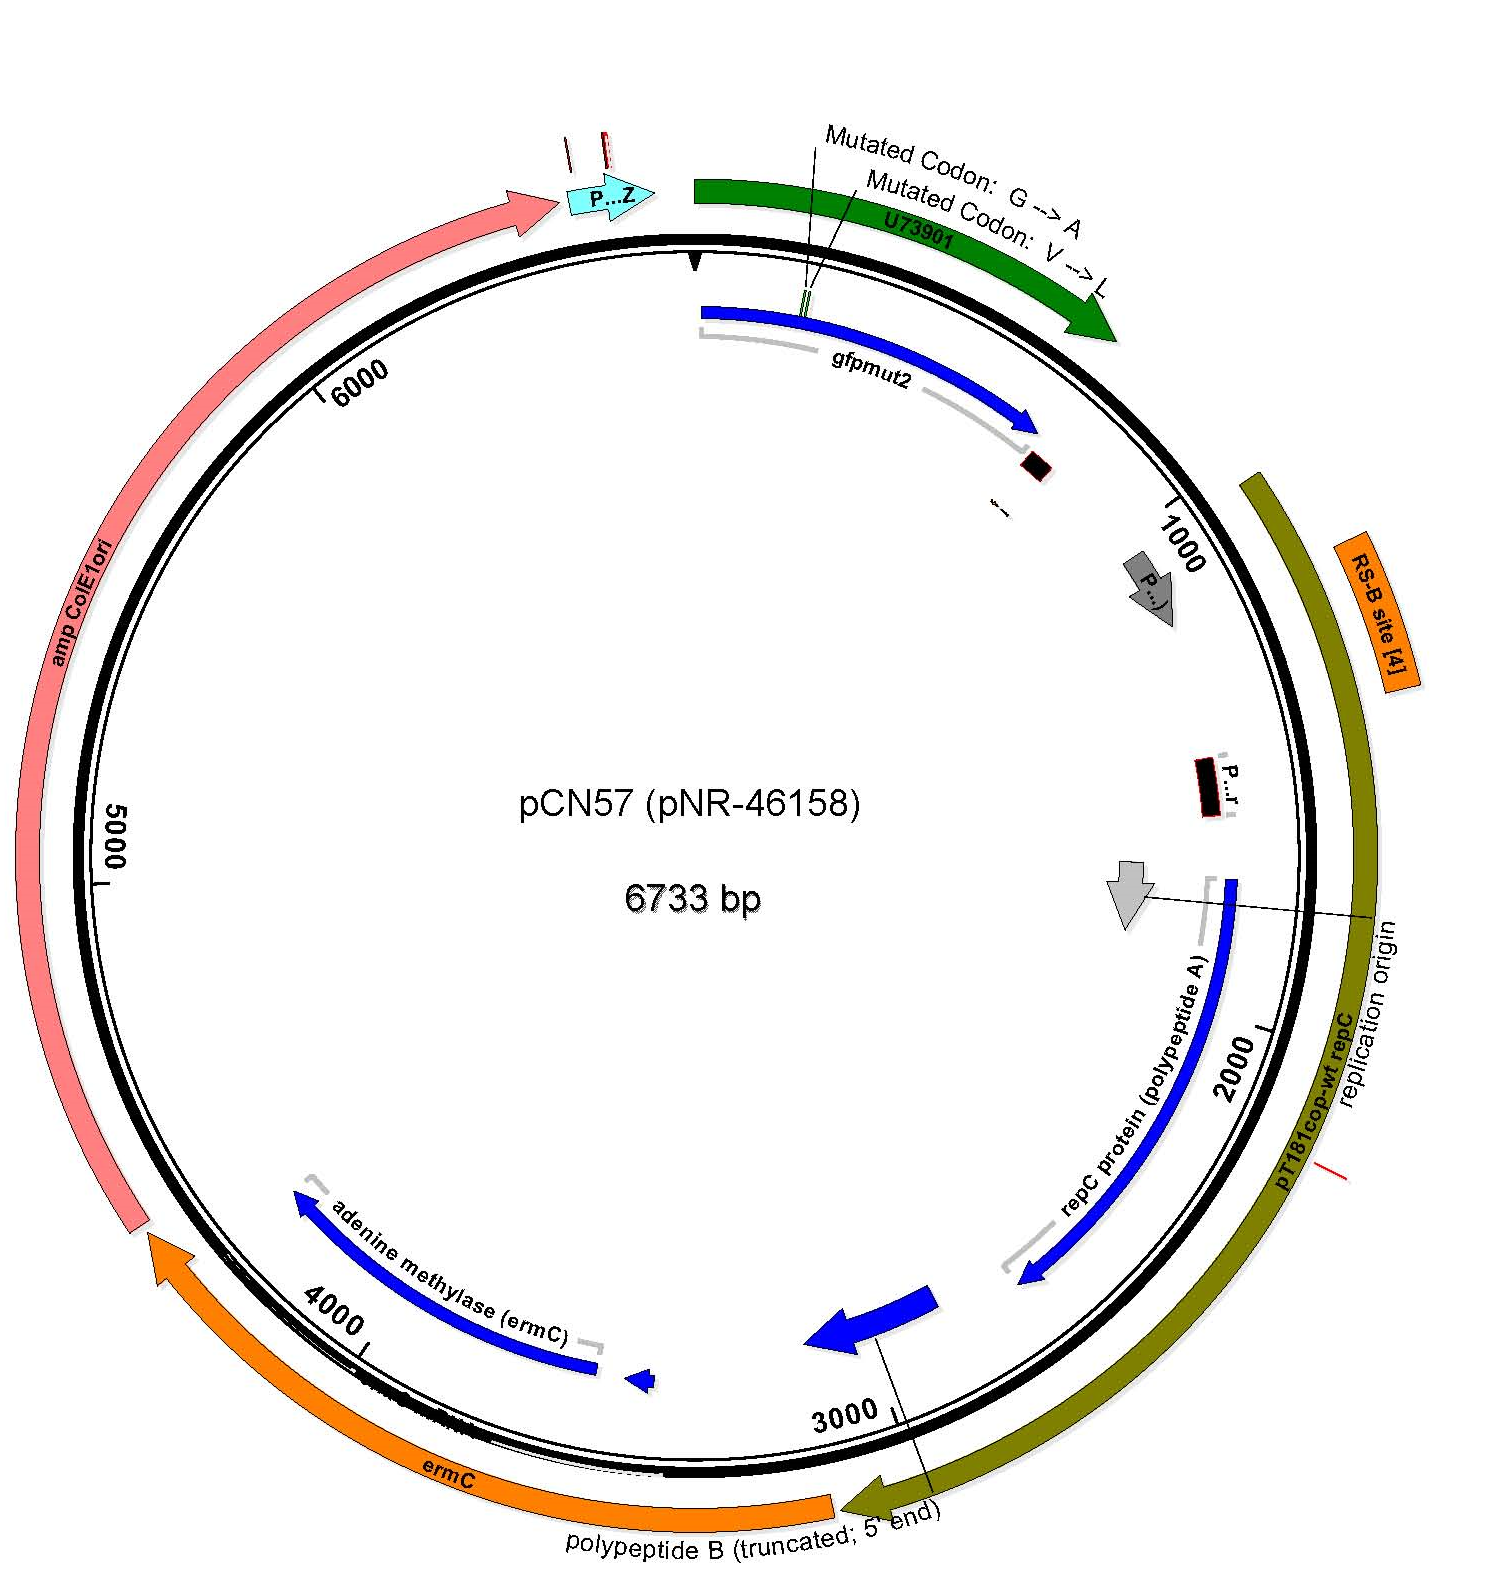 Mutated Codon:  G --> A
Mutated Codon:  V --> L
P...Z
U73901
gfpmut2
6000
1000
P...)
RS-B site [4]
amp ColE1ori
P...r
5000
pCN57 (pNR-46158)
6733 bp
replication origin
repC protein (polypeptide A)
2000
pT181cop-wt repC
adenine methylase (ermC)
4000
3000
ermC
polypeptide B (truncated; 5' end)